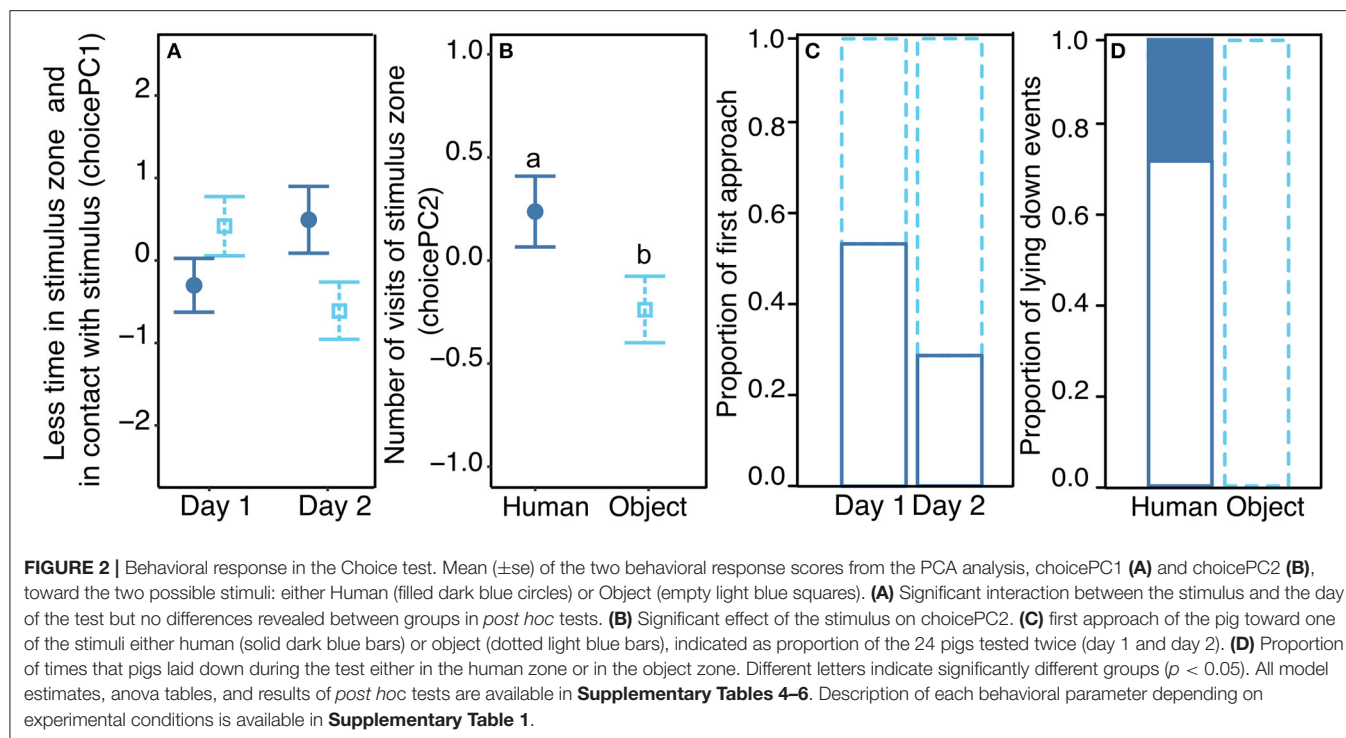 A
Less time in stimulus zone and
in contact with stimulus (choicePC1)
2
1
0
−1
−2
Day 1 Day 2
B
Number of visits of stimulus zone
(choicePC2)
1.0
0.5
0.0
−0.5
−1.0
a
b
Human Object
C
Proportion of first approach
1.0
0.8
0.6
0.4
0.2
0.0
Day 1 Day 2
D
Proportion of lying down events
1.0
0.8
0.6
0.4
0.2
0.0
Human Object
FIGURE 2 | Behavioral response in the Choice test. Mean (±se) of the two behavioral response scores from the PCA analysis, choicePC1 (A) and choicePC2 (B),
toward the two possible stimuli: either Human (filled dark blue circles) or Object (empty light blue squares). (A) Significant interaction between the stimulus and the day
of the test but no differences revealed between groups in post hoc tests. (B) Significant effect of the stimulus on choicePC2. (C) first approach of the pig toward one
of the stimuli either human (solid dark blue bars) or object (dotted light blue bars), indicated as proportion of the 24 pigs tested twice (day 1 and day 2). (D) Proportion
of times that pigs laid down during the test either in the human zone or in the object zone. Different letters indicate significantly different groups (p < 0.05). All model
estimates, anova tables, and results of post hoc tests are available in Supplementary Tables 4–6. Description of each behavioral parameter depending on
experimental conditions is available in Supplementary Table 1.